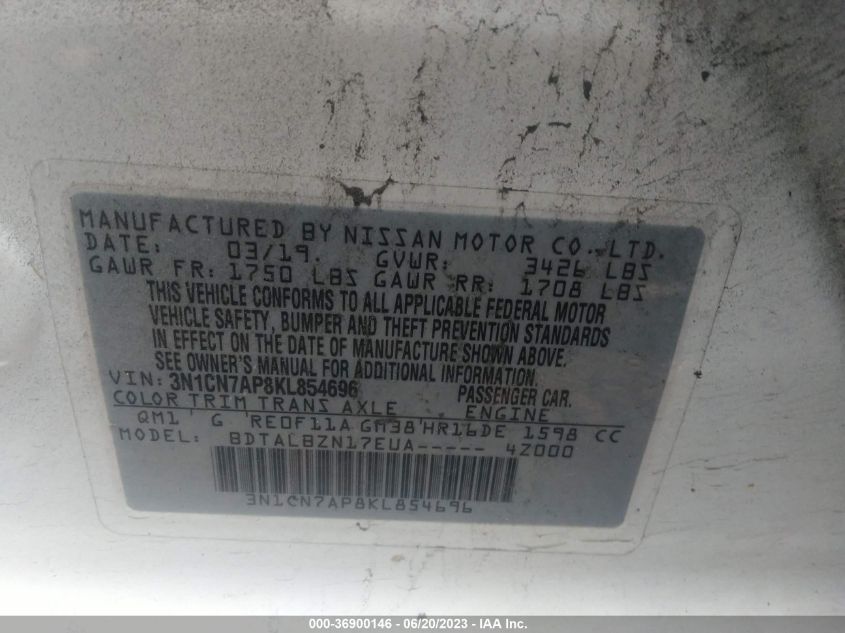 MANUFACTURED BY NISSAN MOTOR CO., LTD.
DATE: 03/19. GVWR: 3426 LBS
GAWR FR: 1750 LBS GAWR RR: 1708 LBS
THIS VEHICLE CONFORMS TO ALL APPLICABLE FEDERAL MOTOR
VEHICLE SAFETY, BUMPER AND THEFT PREVENTION STANDARDS
IN EFFECT ON THE DATE OF MANUFACTURE SHOWN ABOVE.
SEE OWNER'S MANUAL FOR ADDITIONAL INFORMATION.
VIN: 3N1CN7AP8KL854696 PASSENGER CAR.
COLOR TRIM TRANS AXLE ENGINE
QM1 ' G ' RE0F11A GM38'HR16DE 1598 CC
MODEL: BDTALBZN17EUA----- 4Z000
3N1CN7AP8KL854696
000-36900146 - 06/20/2023 - IAA Inc.